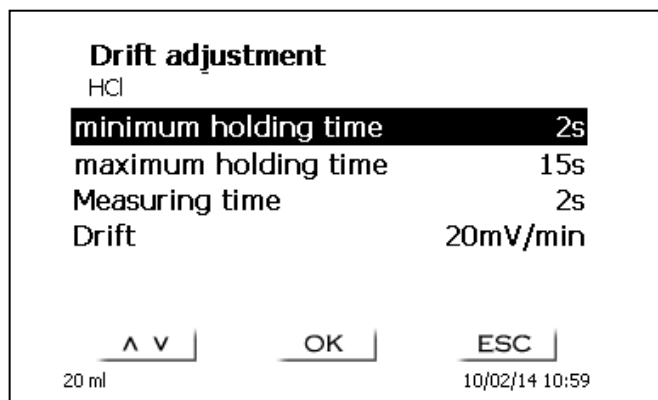 Drift adjustment
HCl
minimum holding time 2s
maximum holding time 15s
Measuring time 2s
Drift 20mV/min
∧ ∨ OK ESC
20 ml 10/02/14 10:59